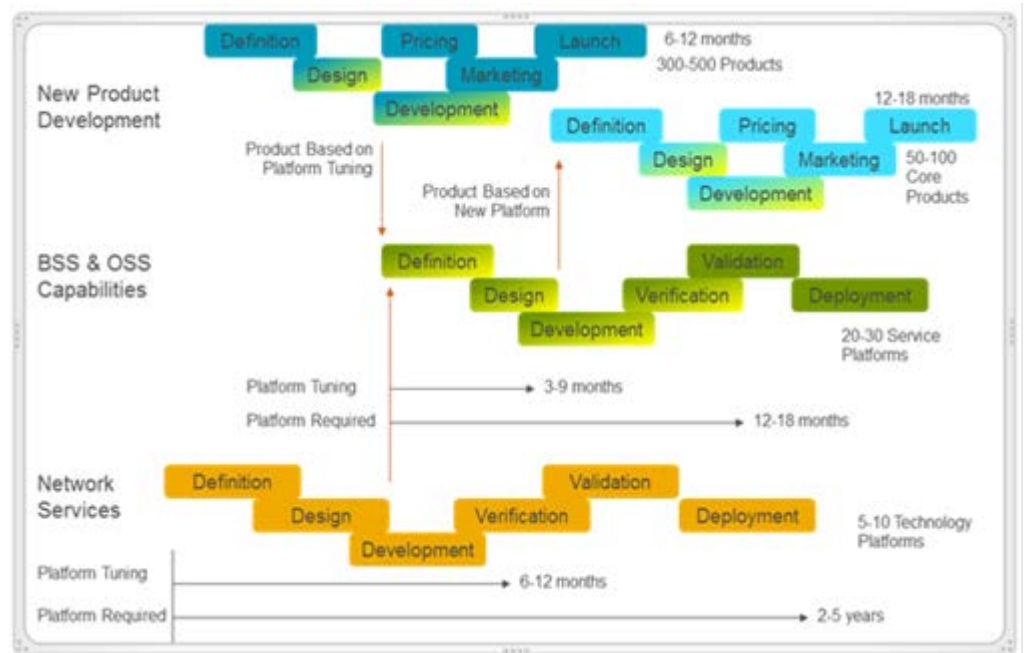 Definition
Pricing
Launch
6-12 months
300-500 Products
Design
Marketing
Development
New Product
Development
12-18 months
Definition
Pricing
Launch
Design
Marketing
50-100
Core
Products
Development
Product Based on
Platform Tuning
Product Based on
New Platform
BSS & OSS
Capabilities
Definition
Validation
Design
Verification
Deployment
Development
20-30 Service
Platforms
Platform Tuning
3-9 months
Platform Required
12-18 months
Network
Services
Definition
Validation
Design
Verification
Deployment
Development
5-10 Technology
Platforms
Platform Tuning
6-12 months
Platform Required
2-5 years